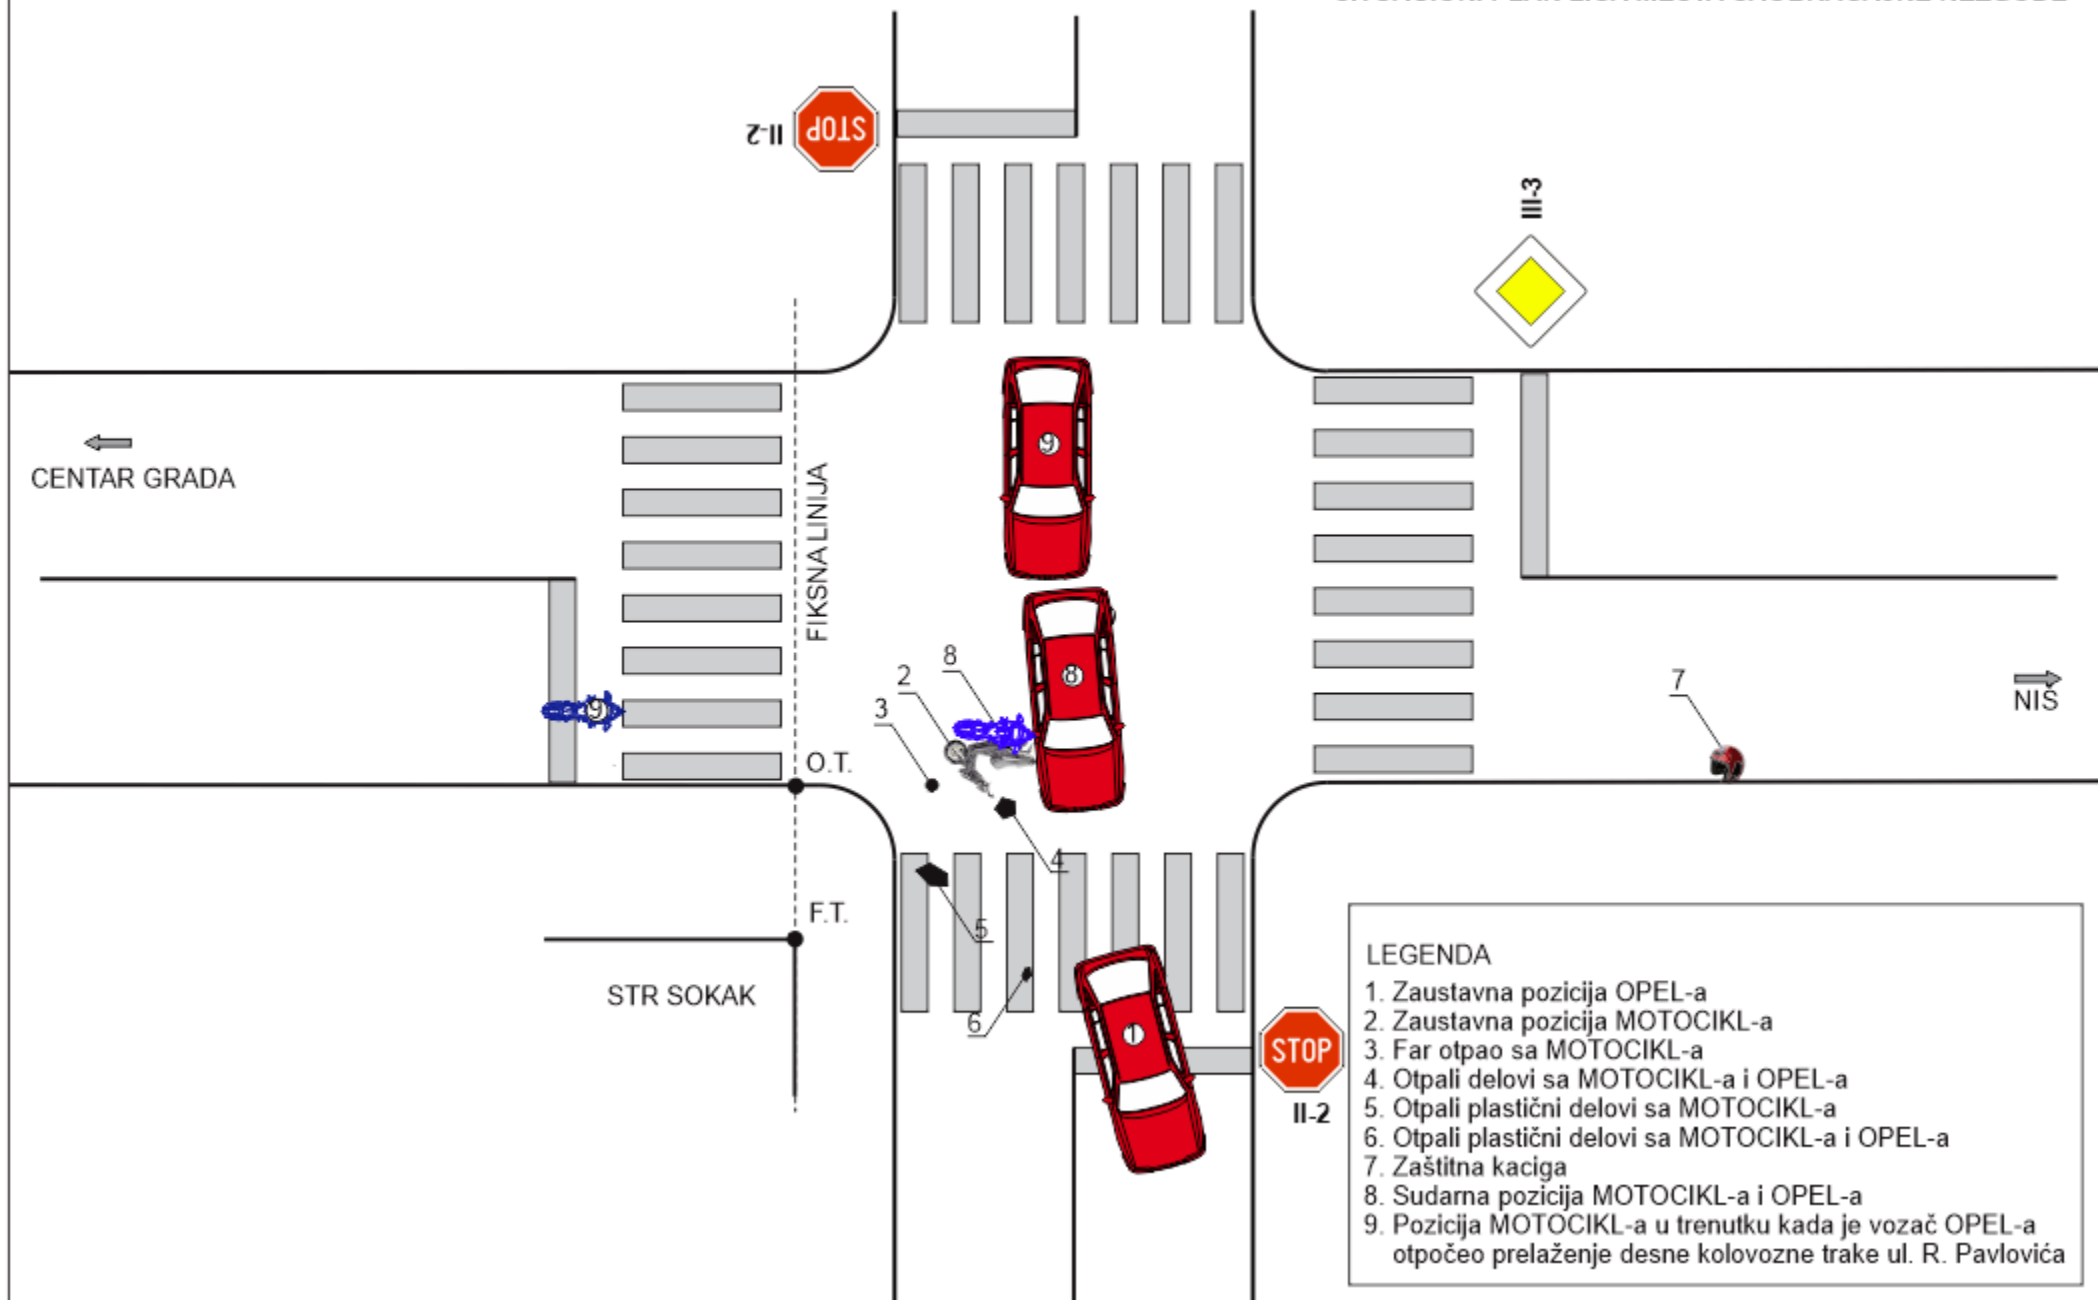 STOP
II-2
III-3
CENTAR GRADA
FIKSNA LINIJA
9
8
8
2
3
9
7
NIŠ
O.T.
4
F.T.
5
STR SOKAK
6
1
STOP
II-2
LEGENDA
1. Zaustavna pozicija OPEL-a
2. Zaustavna pozicija MOTOCIKL-a
3. Far otpao sa MOTOCIKL-a
4. Otpali delovi sa MOTOCIKL-a i OPEL-a
5. Otpali plastični delovi sa MOTOCIKL-a
6. Otpali plastični delovi sa MOTOCIKL-a i OPEL-a
7. Zaštitna kaciga
8. Sudarna pozicija MOTOCIKL-a i OPEL-a
9. Pozicija MOTOCIKL-a u trenutku kada je vozač OPEL-a
otpočeo prelaženje desne kolovozne trake ul. R. Pavlovića